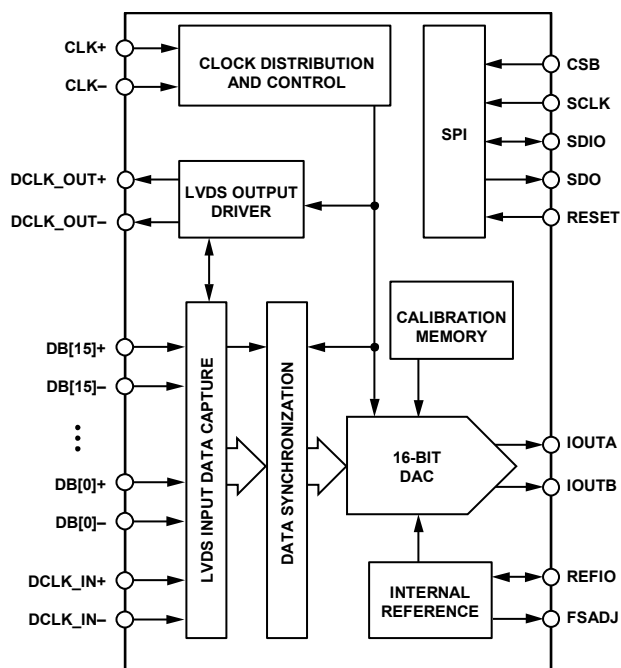 CLK+
CLK–
CLOCK DISTRIBUTION
AND CONTROL
SPI
CSB
SCLK
SDIO
SDO
RESET
DCLK_OUT+
DCLK_OUT–
LVDS OUTPUT
DRIVER
CALIBRATION
MEMORY
DB[15]+
DB[15]–
...
DB[0]+
DB[0]–
DCLK_IN+
DCLK_IN–
LVDS INPUT DATA CAPTURE
DATA SYNCHRONIZATION
16-BIT
DAC
IOUTA
IOUTB
INTERNAL
REFERENCE
REFIO
FSADJ